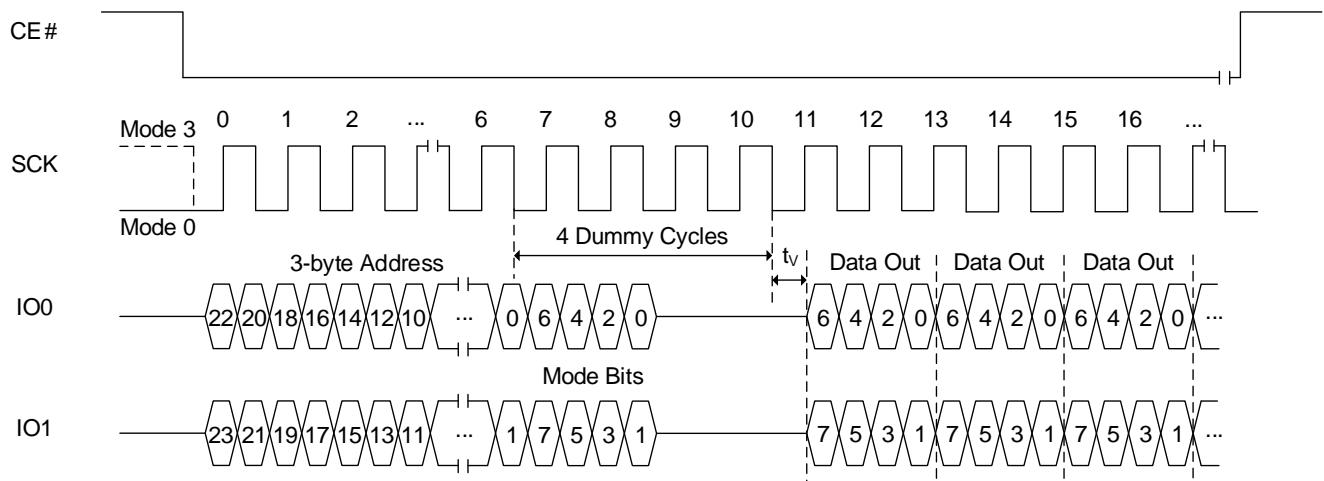 CE#
Mode 3 0 1 2 ... 6 7 8 9 10 11 12 13 14 15 16 ...
SCK
Mode 0
4 Dummy Cycles
3-byte Address tV Data Out Data Out Data Out
IO0 22 20 18 16 14 12 10 ... 0 6 4 2 0 6 4 2 0 6 4 2 0 6 4 2 0 ...
Mode Bits
IO1 23 21 19 17 15 13 11 ... 1 7 5 3 1 7 5 3 1 7 5 3 1 7 5 3 1 ...